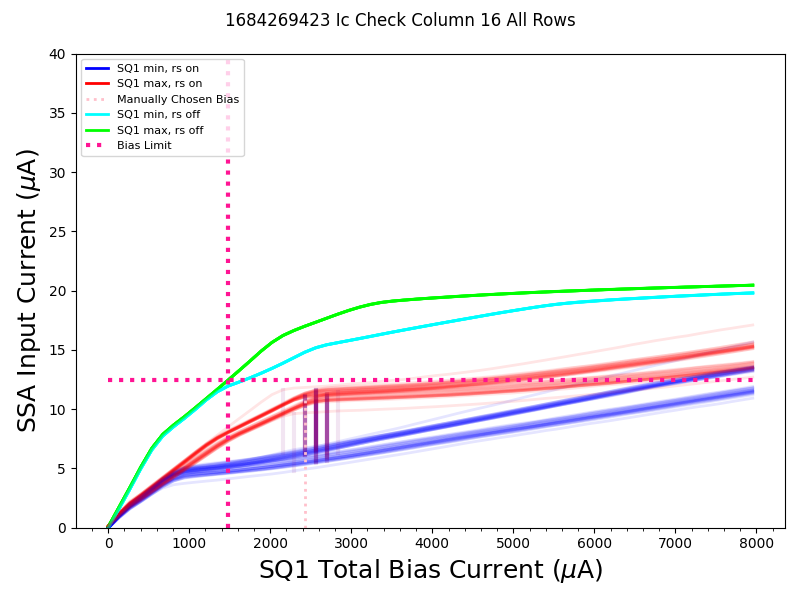 1684269423 Ic Check Column 16 All Rows
SQ1 min, rs on
SQ1 max, rs on
Manually Chosen Bias
SQ1 min, rs off
SQ1 max, rs off
Bias Limit
SSA Input Current (μA)
40
35
30
25
20
15
10
5
0
0 1000 2000 3000 4000 5000 6000 7000 8000
SQ1 Total Bias Current (μA)